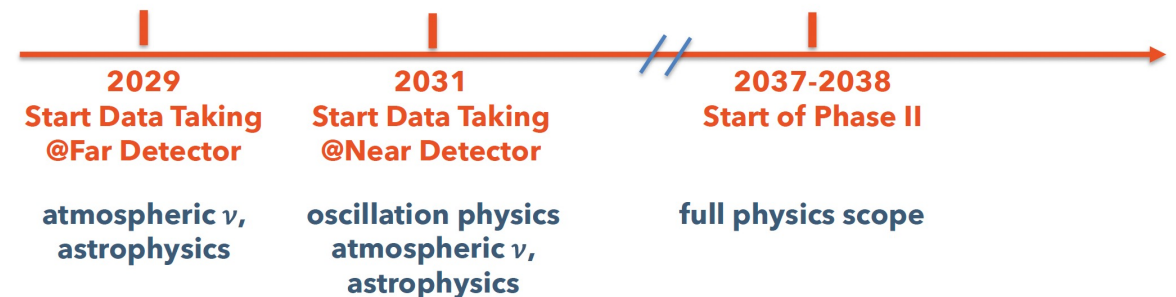 2029
Start Data Taking
@Far Detector
atmospheric ν,
astrophysics
2031
Start Data Taking
@Near Detector
oscillation physics
atmospheric ν,
astrophysics
2037-2038
Start of Phase II
full physics scope